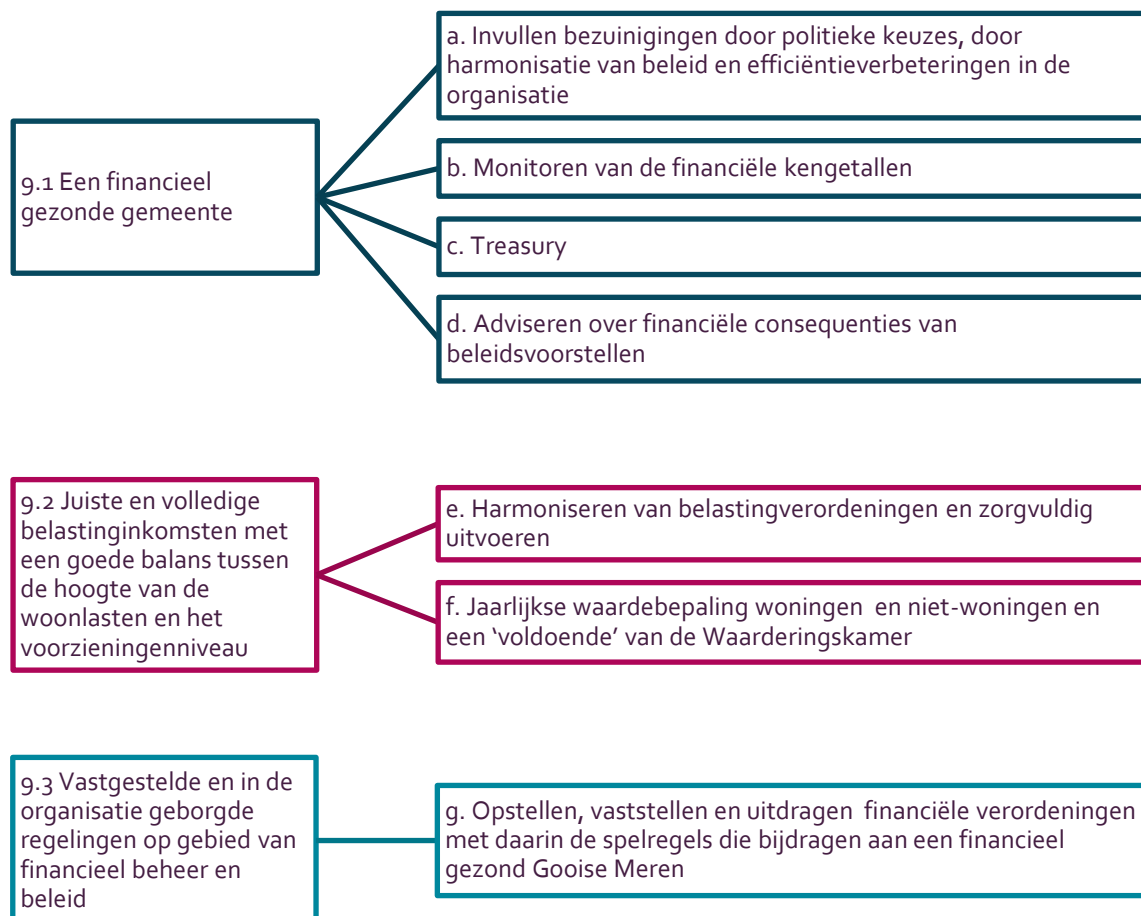 9.1 Een financieel
gezonde gemeente
a. Invullen bezuinigingen door politieke keuzes, door
harmonisatie van beleid en efficiëntieverbeteringen in de
organisatie
b. Monitoren van de financiële kengetallen
c. Treasury
d. Adviseren over financiële consequenties van
beleidsvoorstellen
9.2 Juiste en volledige
belastinginkomsten met
een goede balans tussen
de hoogte van de
woonlasten en het
voorzieningenniveau
e. Harmoniseren van belastingverordeningen en zorgvuldig
uitvoeren
f. Jaarlijkse waardebepaling woningen  en niet-woningen en
een ‘voldoende’ van de Waarderingskamer
9.3 Vastgestelde en in de
organisatie geborgde
regelingen op gebied van
financieel beheer en
beleid
g. Opstellen, vaststellen en uitdragen  financiële verordeningen
met daarin de spelregels die bijdragen aan een financieel
gezond Gooise Meren